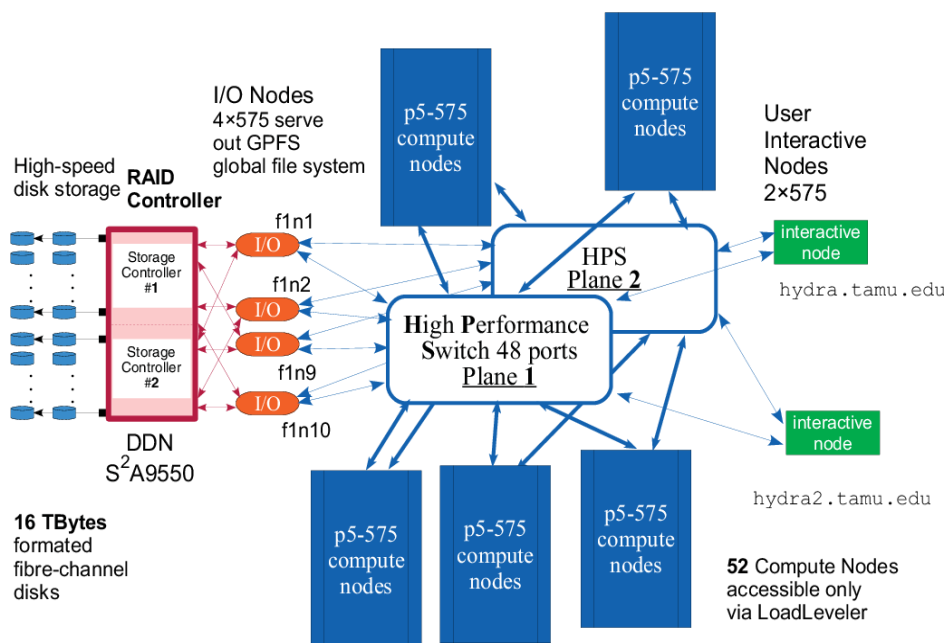 p5-575
compute
nodes
p5-575
compute
nodes
I/O Nodes
4×575 serve
out GPFS
global file system
User
Interactive
Nodes
2×575
High-speed
disk storage
RAID
Controller
f1n1
I/O
Storage
Controller
#1
f1n2
I/O
I/O
f1n9
Storage
Controller
#2
I/O
f1n10
HPS
Plane 2
High Performance
Switch 48 ports
Plane 1
interactive
node
hydra.tamu.edu
interactive
node
hydra2.tamu.edu
DDN
S²A9550
16 TBytes
formated
fibre-channel
disks
p5-575
compute
nodes
p5-575
compute
nodes
p5-575
compute
nodes
52 Compute Nodes
accessible only
via LoadLeveler